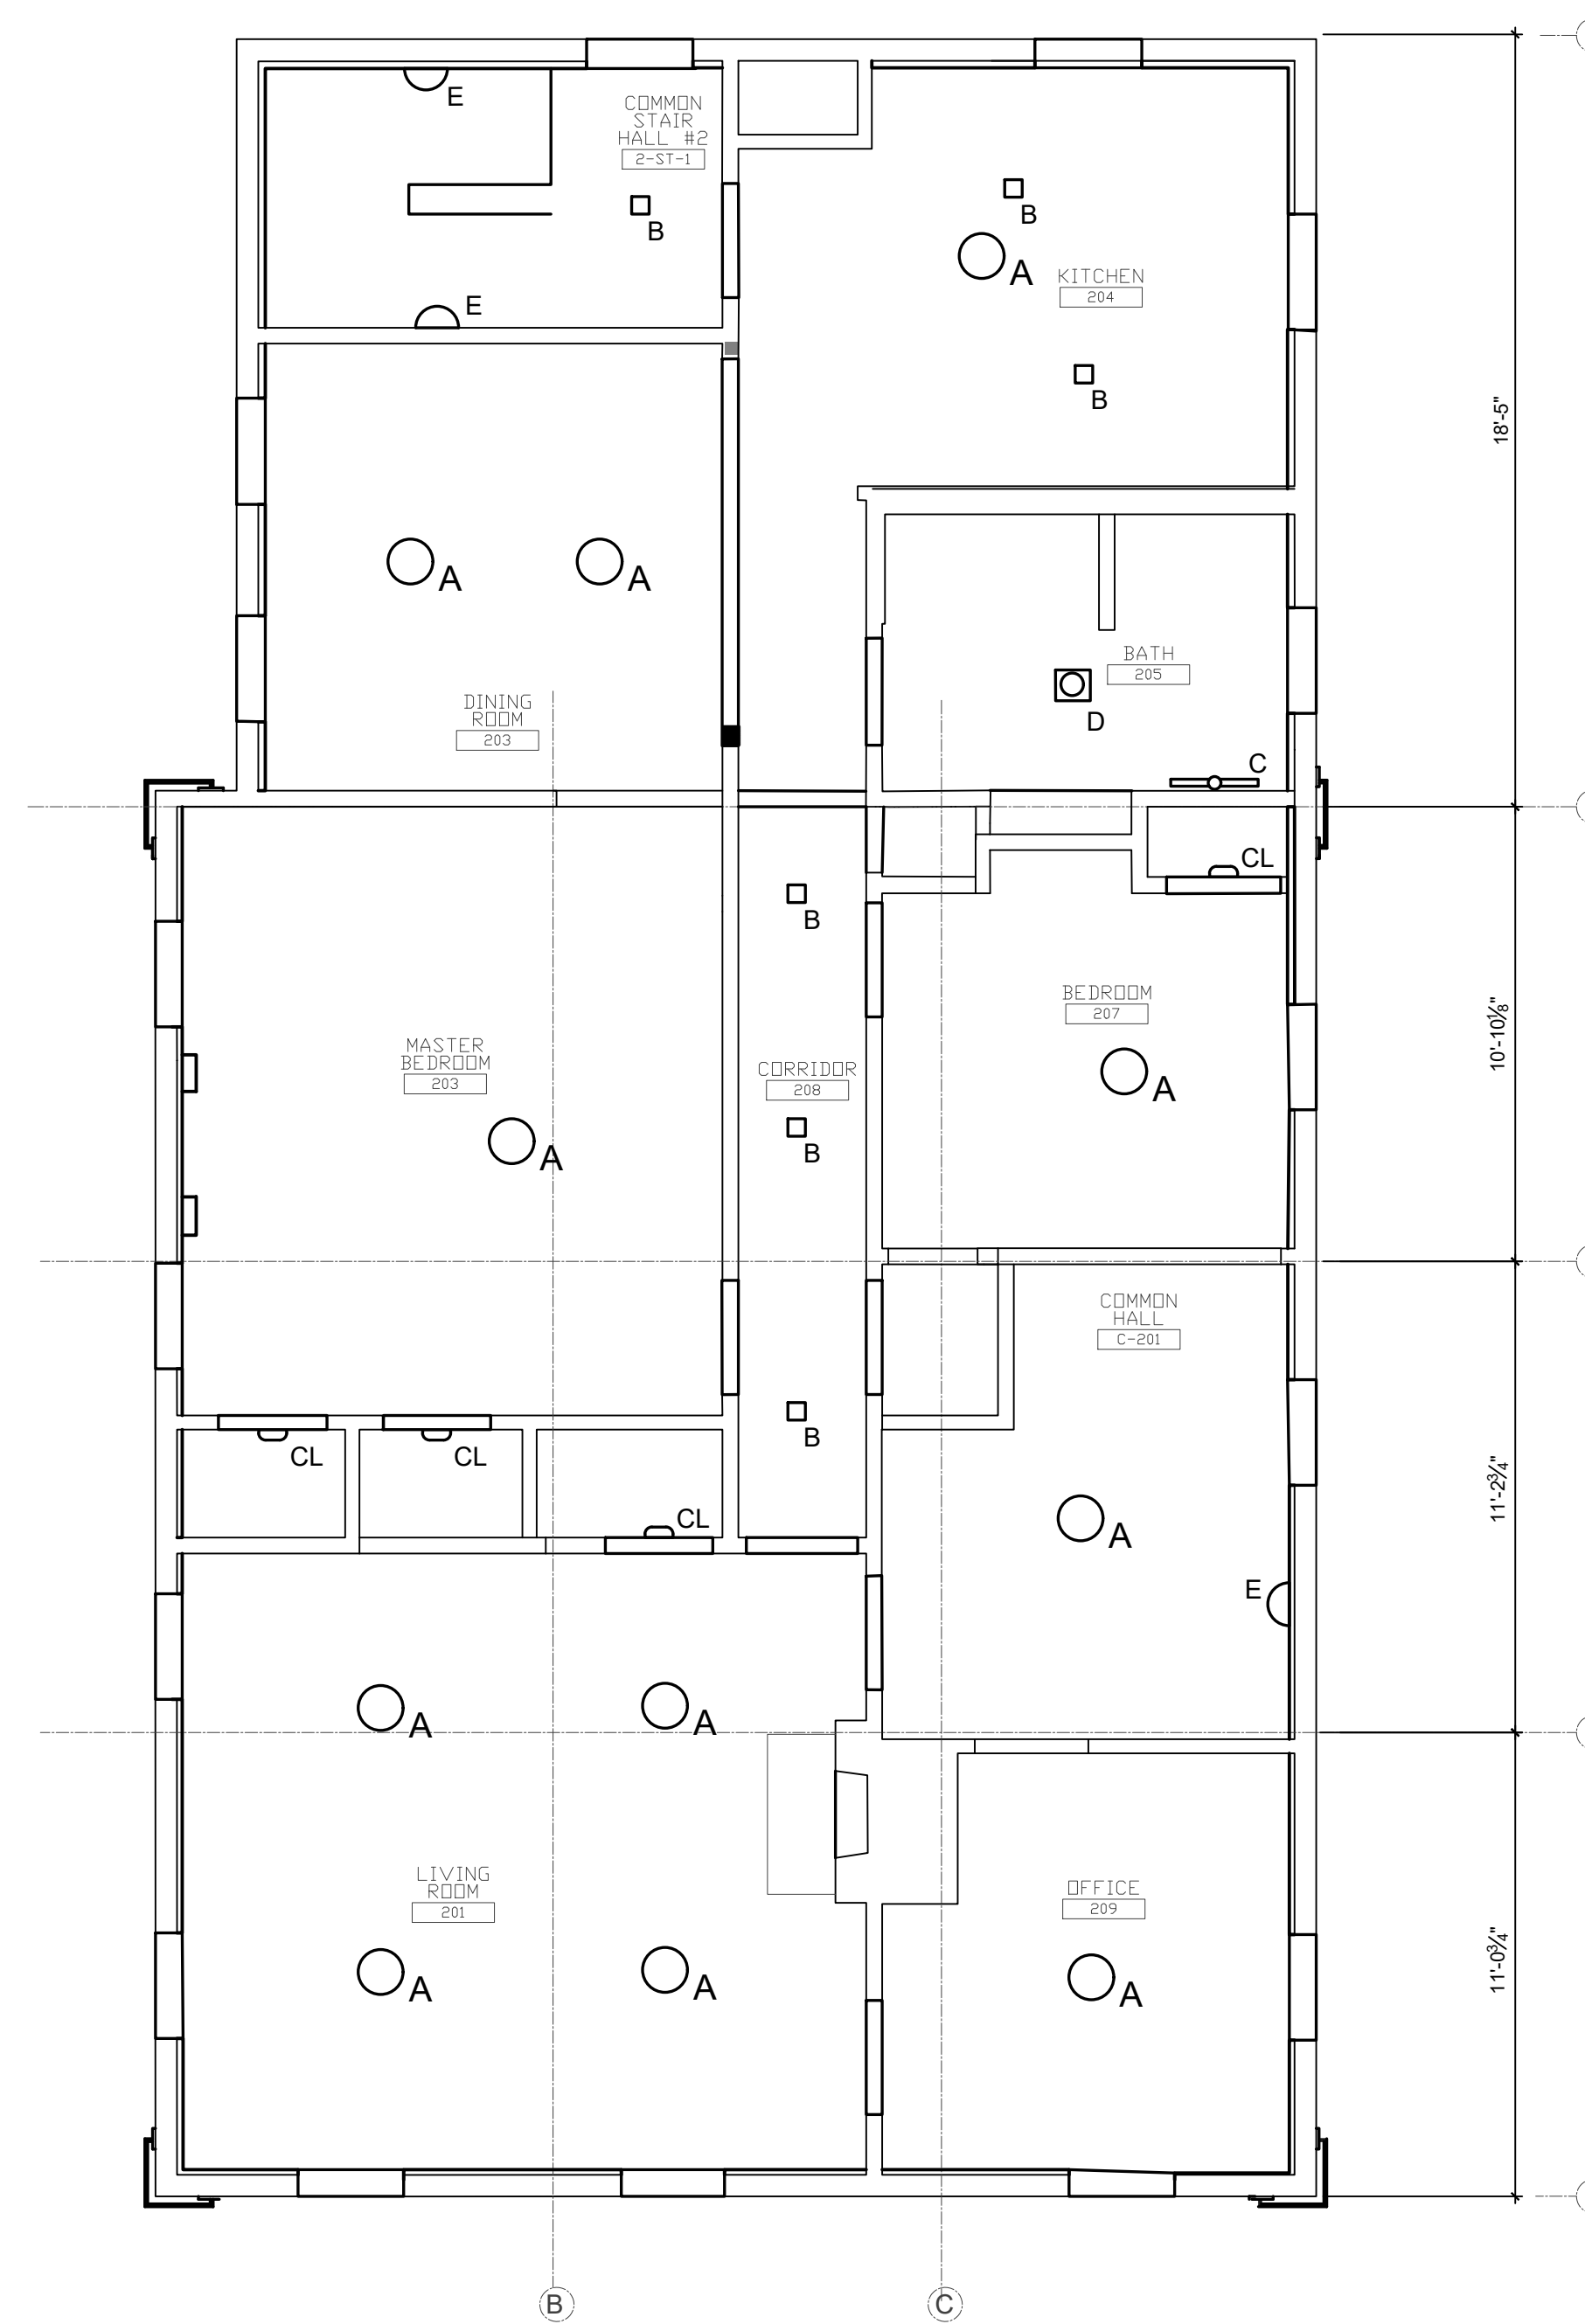 E
COMMON
STAIR
HALL #2
2-ST-1
B
B
A
KITCHEN
204
E
B
18'-5"
A
A
BATH
205
DINING
ROOM
203
D
C
CL
B
BEDROOM
207
10'-10⅛"
MASTER
BEDROOM
203
CORRIDOR
208
A
B
A
COMMON
HALL
C-201
B
CL
CL
CL
11'-2¾"
A
E
A
A
LIVING
ROOM
201
OFFICE
209
11'-0¾"
A
A
A
B
C